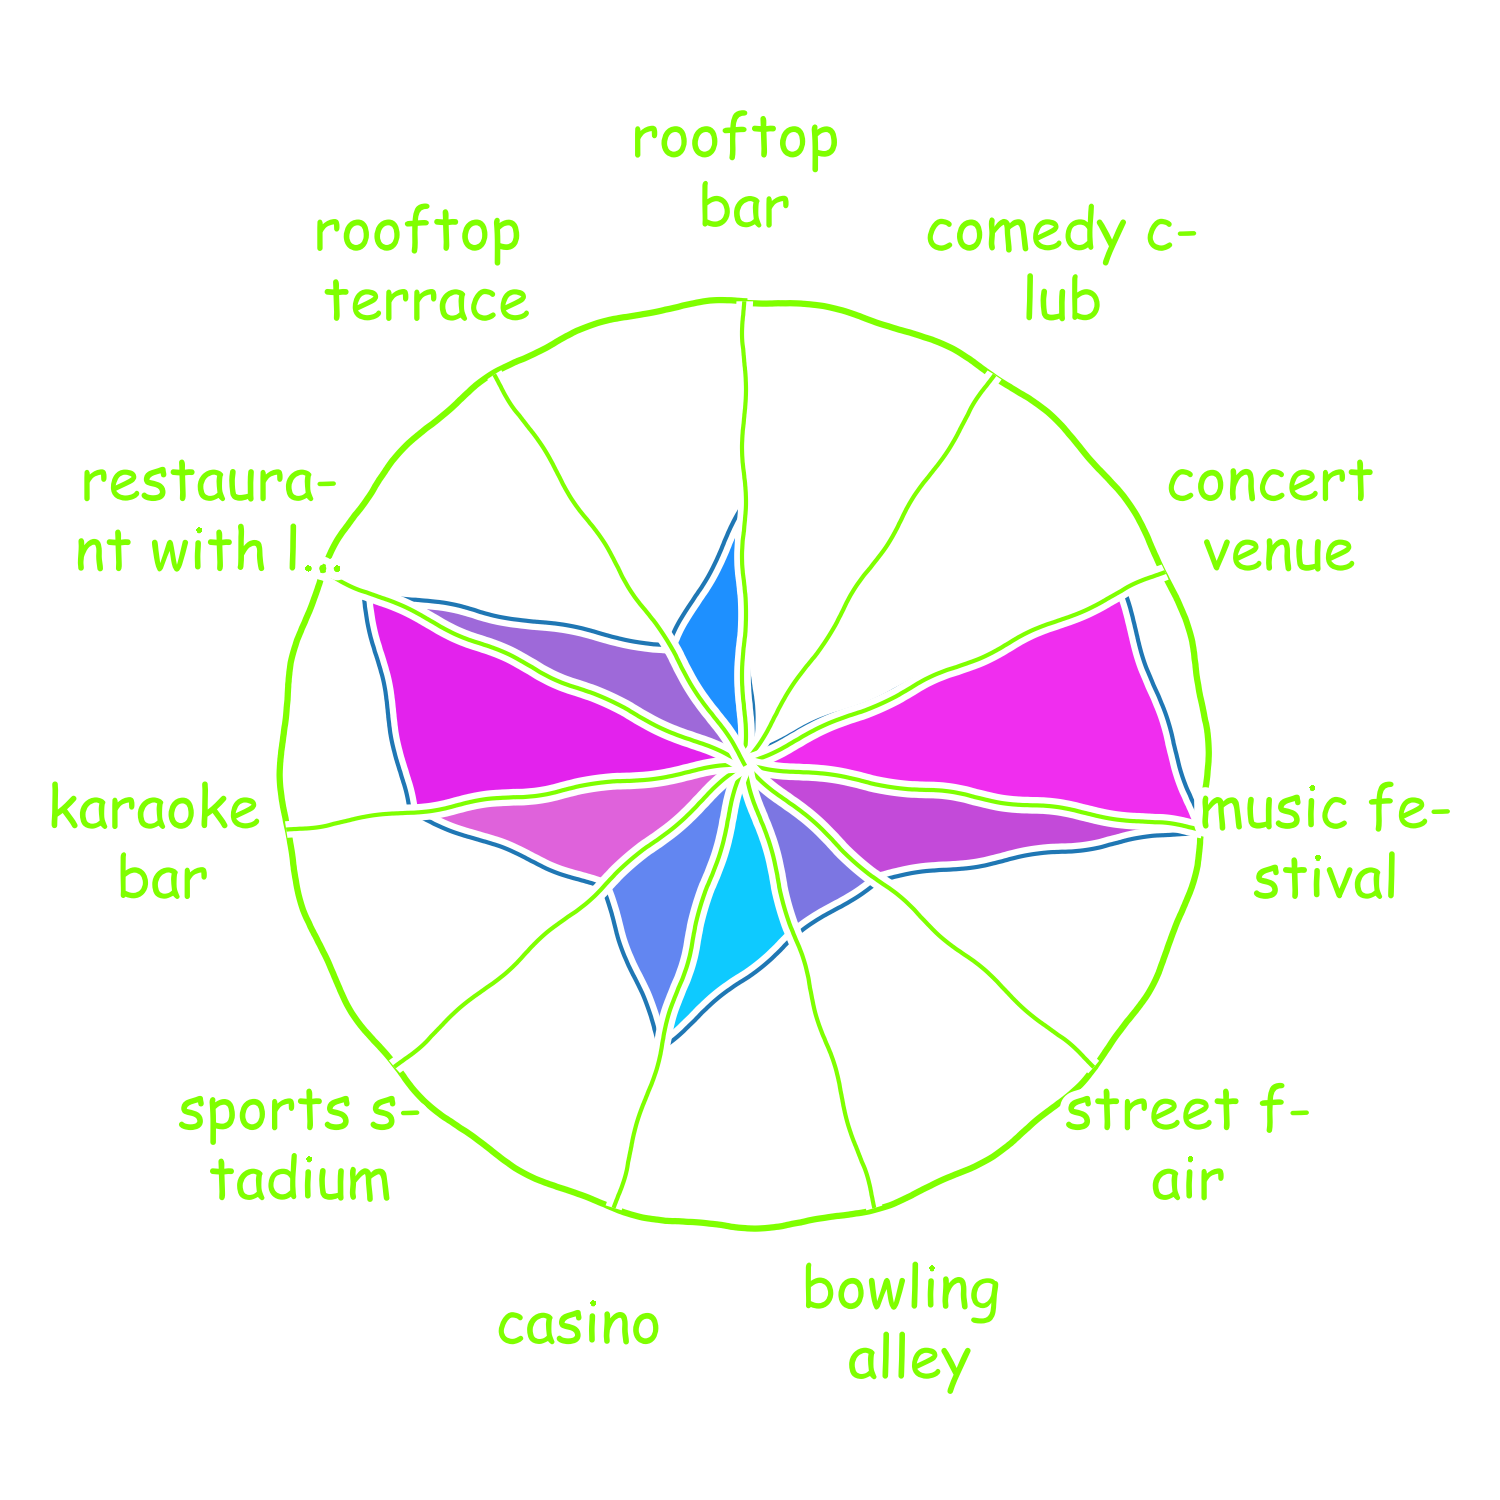 rooftop
bar
comedy c-
lub
concert
venue
music fe-
stival
street f-
air
bowling
alley
casino
sports s-
tadium
karaoke
bar
restaura-
nt with l...
rooftop
terrace